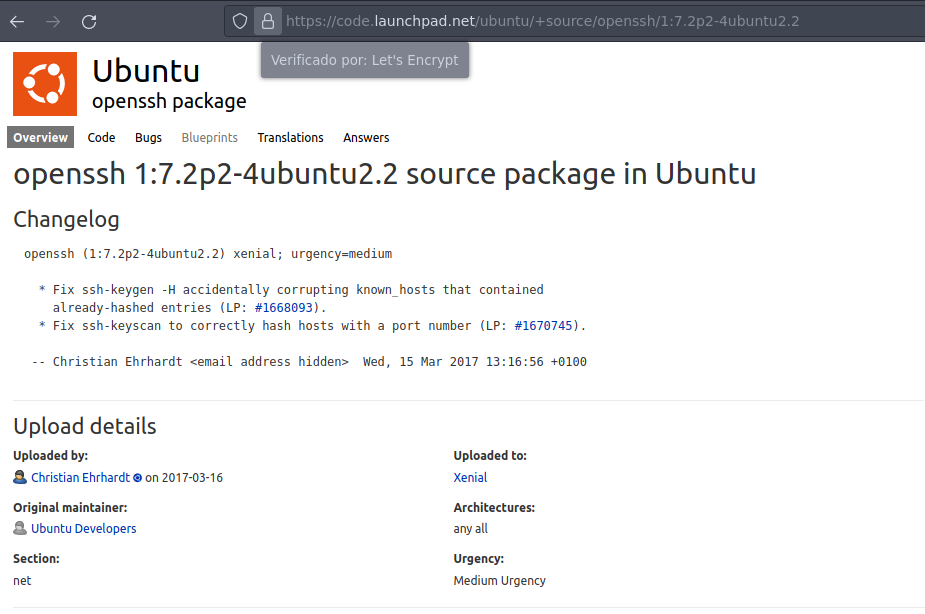 https://code.launchpad.net/ubuntu/+source/openssh/1:7.2p2-4ubuntu2.2
Verificado por: Let's Encrypt
Ubuntu
openssh package
Overview Code Bugs Blueprints Translations Answers
openssh 1:7.2p2-4ubuntu2.2 source package in Ubuntu
Changelog
openssh (1:7.2p2-4ubuntu2.2) xenial; urgency=medium
* Fix ssh-keygen -H accidentally corrupting known_hosts that contained
already-hashed entries (LP: #1668093).
* Fix ssh-keyscan to correctly hash hosts with a port number (LP: #1670745).
-- Christian Ehrhardt <email address hidden>  Wed, 15 Mar 2017 13:16:56 +0100
Upload details
Uploaded by:
Christian Ehrhardt on 2017-03-16
Uploaded to:
Xenial
Original maintainer:
Ubuntu Developers
Architectures:
any all
Section:
net
Urgency:
Medium Urgency